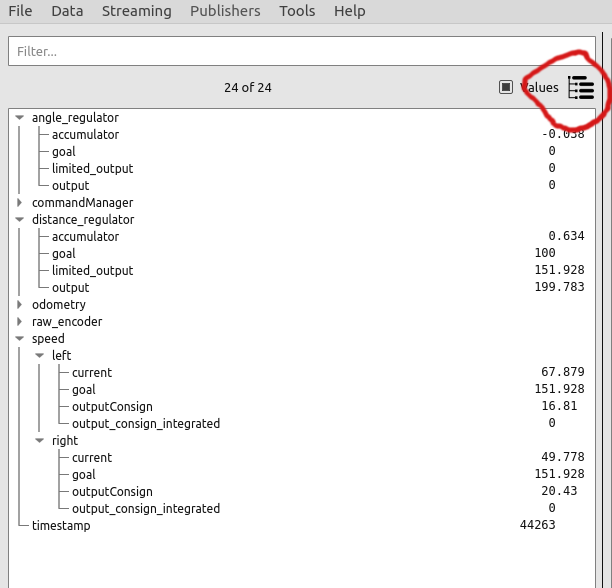 File Data Streaming Publishers Tools Help
Filter...
24 of 24 Values
angle_regulator
accumulator -0.038
goal 0
limited_output 0
output 0
commandManager
distance_regulator
accumulator 0.634
goal 100
limited_output 151.928
output 199.783
odometry
raw_encoder
speed
left
current 67.879
goal 151.928
outputConsign 16.81
output_consign_integrated 0
right
current 49.778
goal 151.928
outputConsign 20.43
output_consign_integrated 0
timestamp 44263